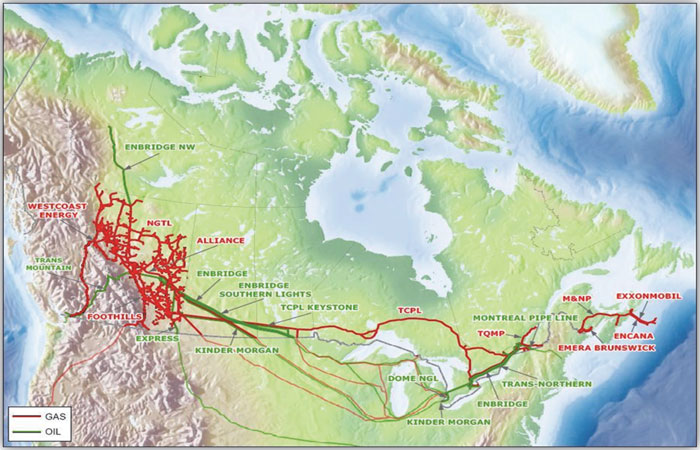 ENBRIDGE NW
WESTCOAST
ENERGY
NGTL
ALLIANCE
TRANS
MOUNTAIN
ENBRIDGE
ENBRIDGE
SOUTHERN LIGHTS
TCPL KEYSTONE
FOOTHILLS
EXPRESS
KINDER MORGAN
TCPL
MONTREAL PIPE LINE
TQMP
M&NP
EXXONMOBIL
ENCANA
EMERA BRUNSWICK
DOME NGL
TRANS-NORTHERN
ENBRIDGE
KINDER MORGAN
GAS
OIL